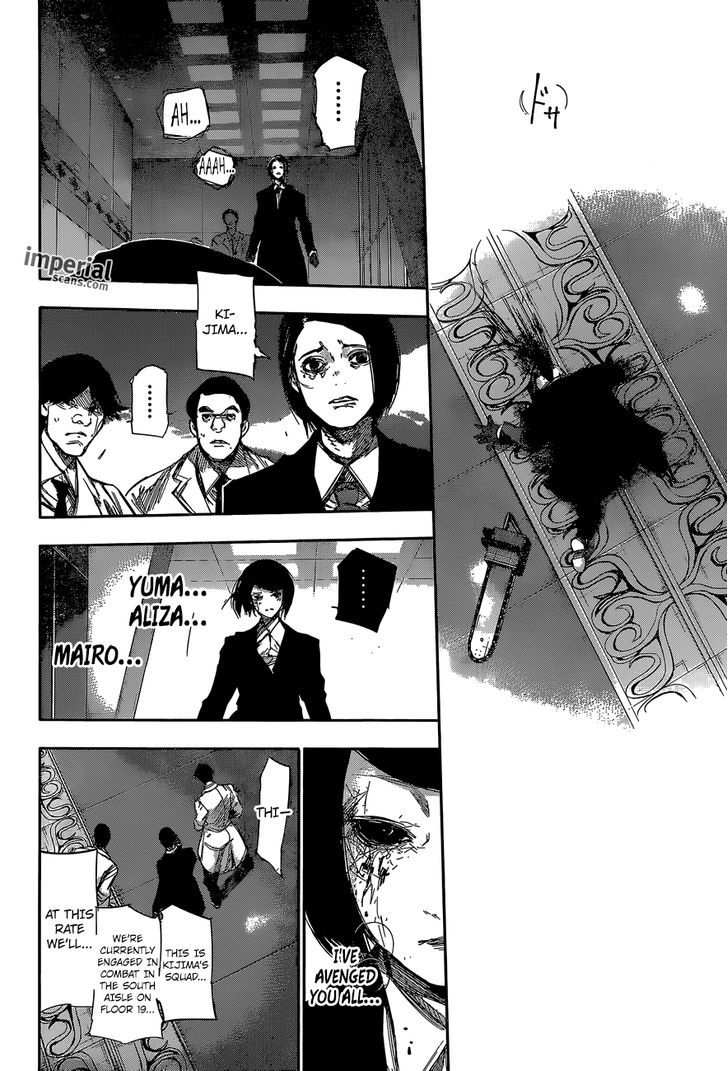 ドサ
......
AH...
AAAH...
imperial
scans.com
KI-
JIMA...
......
......
YUMA...
ALIZA...
MAIRO...
I'VE
AVENGED
YOU ALL...
THI—
THIS IS
KIJIMA'S
SQUAD...
WE'RE
CURRENTLY
ENGAGED IN
COMBAT IN
THE SOUTH
AISLE ON
FLOOR 19...
AT THIS
RATE
WE'LL...